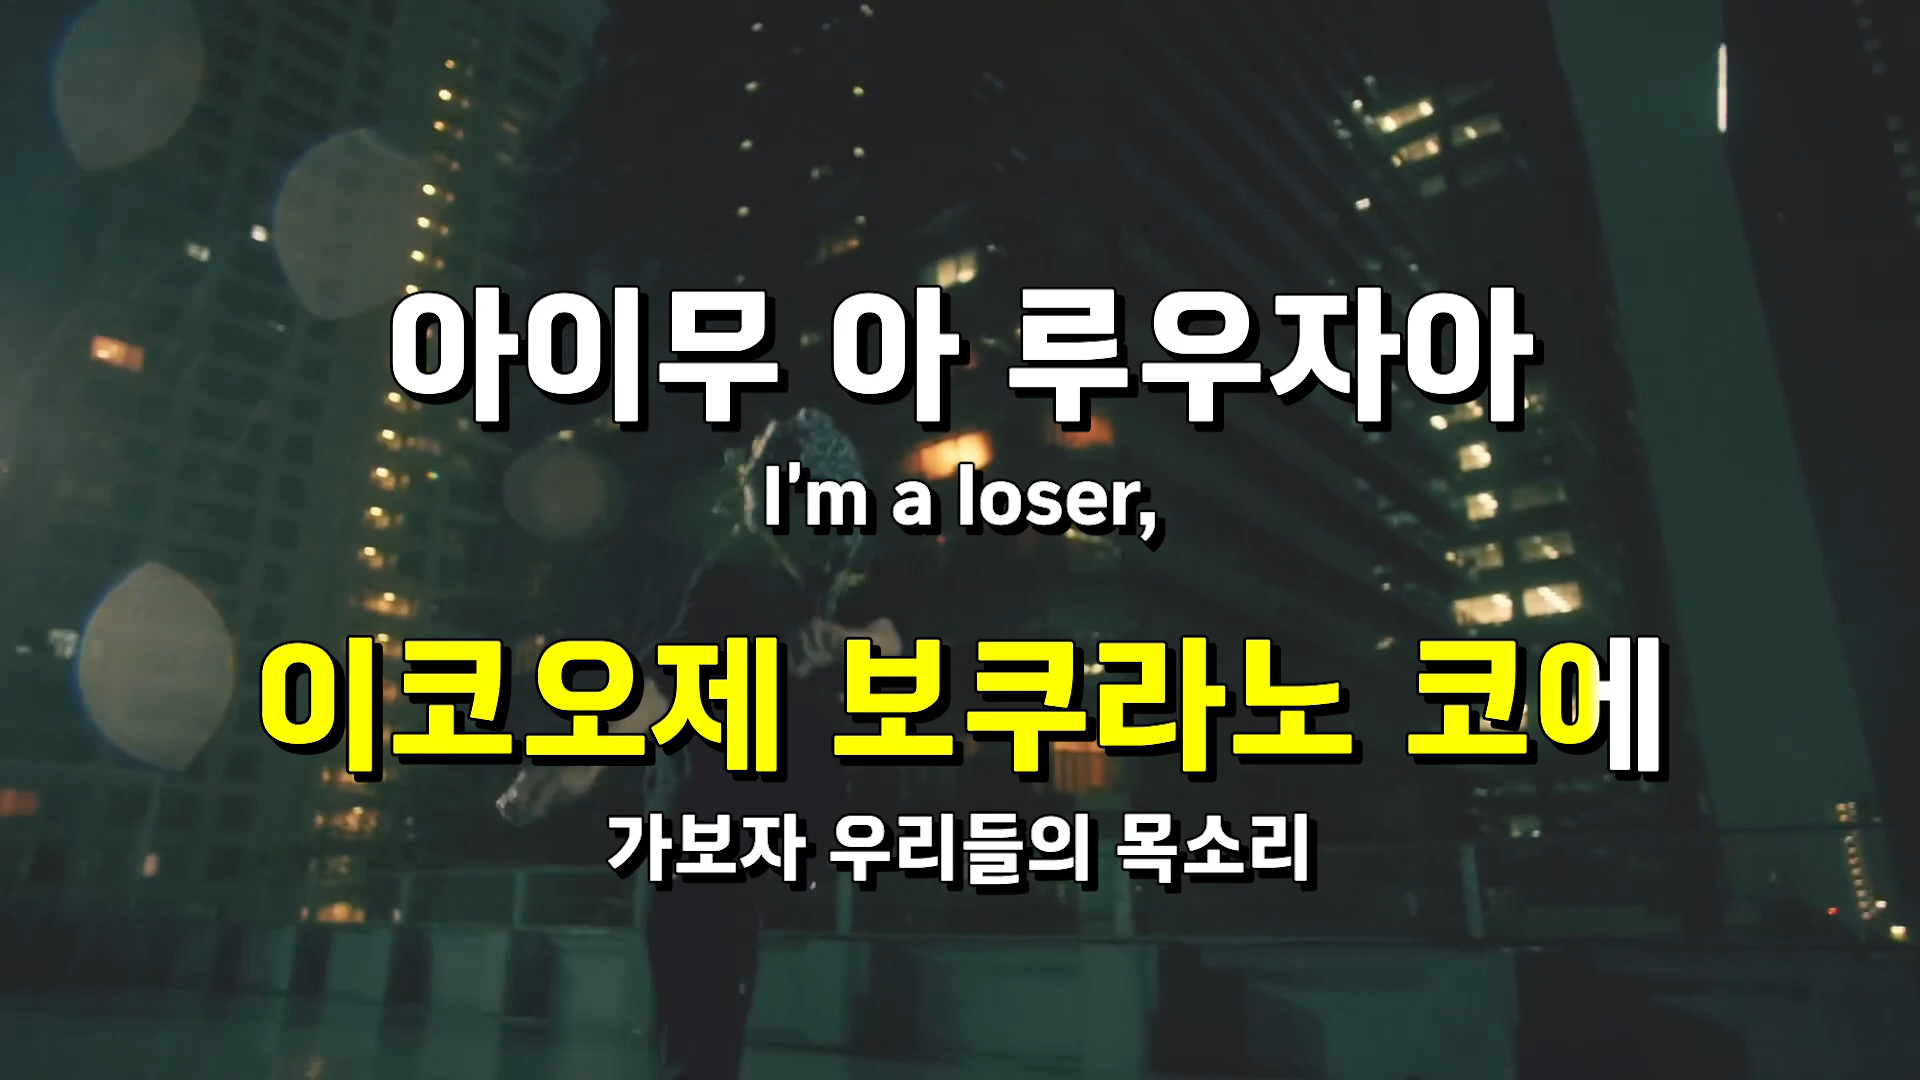 아이무 아 루우자아
I'm a loser,
이코오제 보쿠라노 코에
가보자 우리들의 목소리